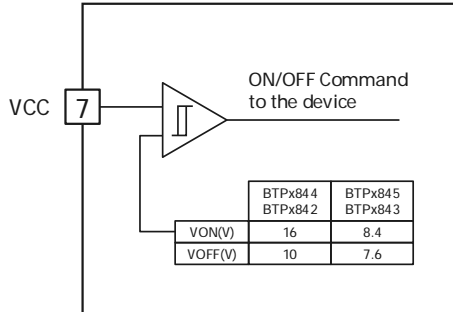 ON/OFF Command
to the device
VCC 7
BTPx844 BTPx845
BTPx842 BTPx843
VON(V) 16 8.4
VOFF(V) 10 7.6